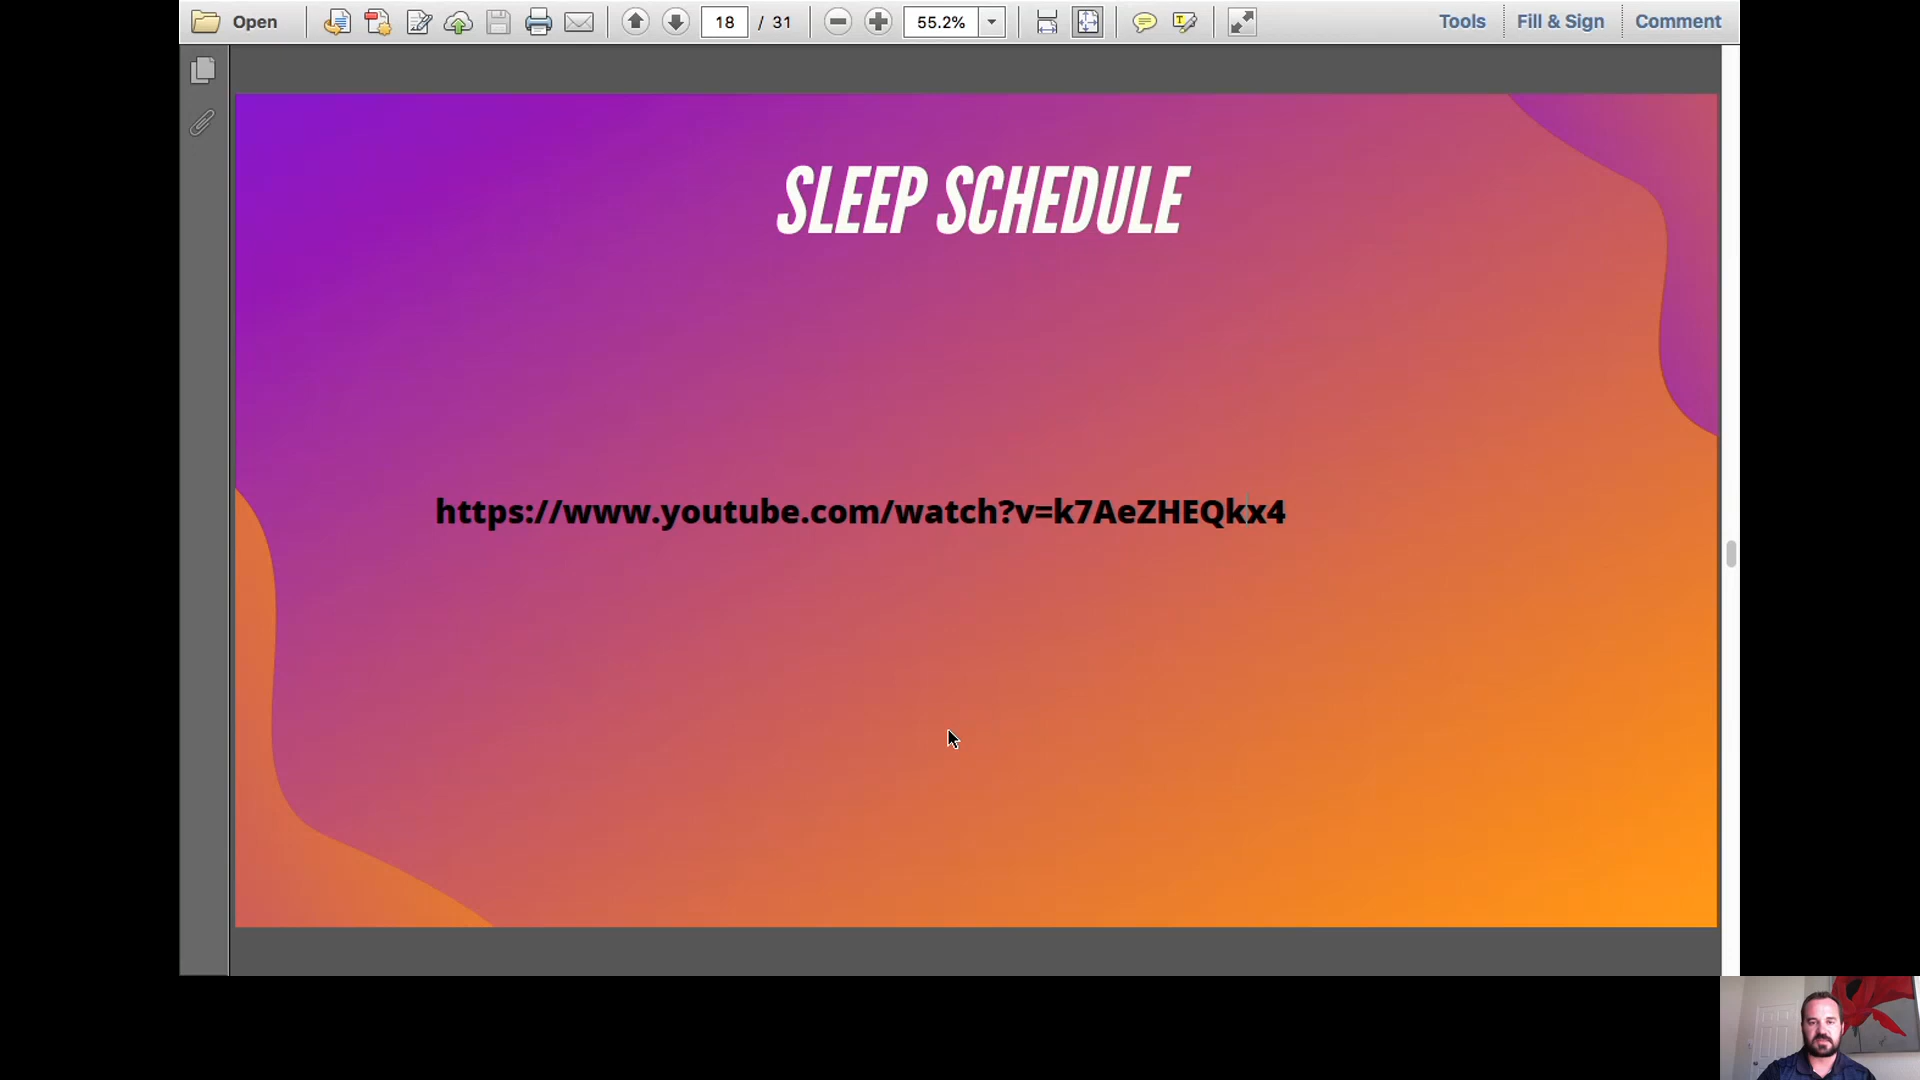 Open
18 / 31
55.2%
Tools
Fill & Sign
Comment
SLEEP SCHEDULE
https://www.youtube.com/watch?v=k7AeZHEQkx4